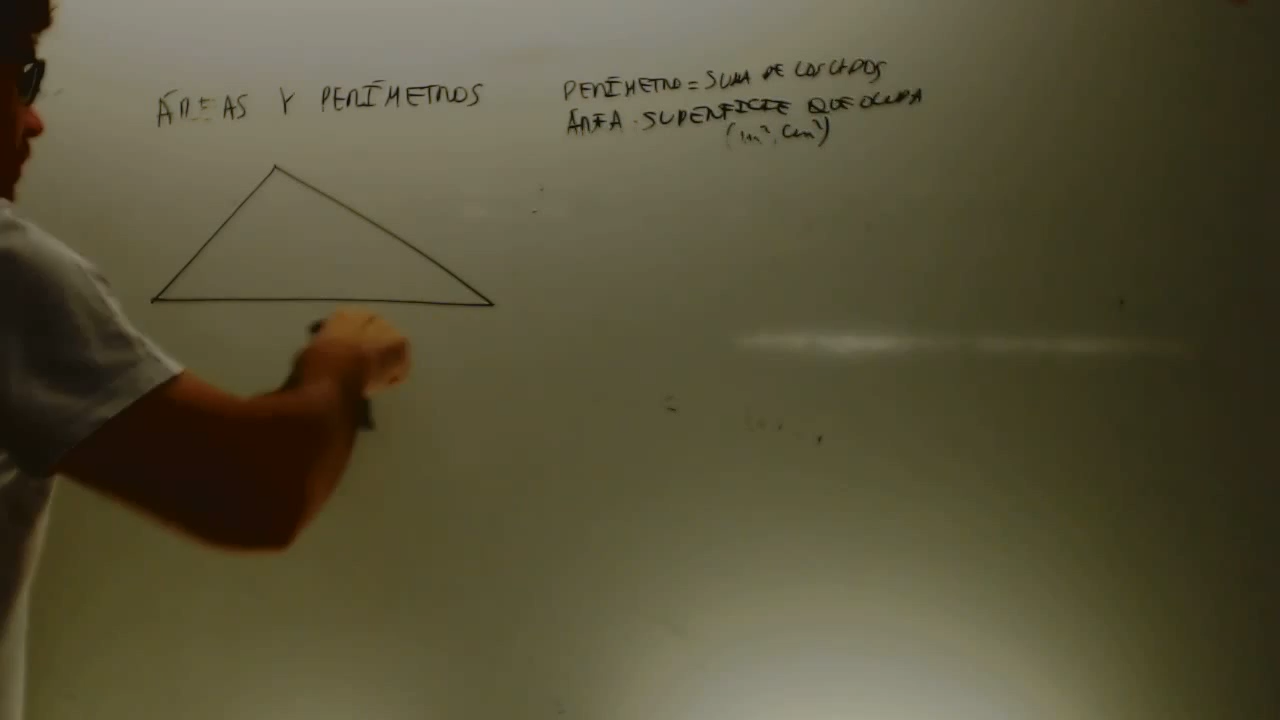 ÁREAS Y PERÍMETROS
PERÍMETRO = SUMA DE LOS LADOS
ÁREA. SUPERFICIE QUE OCUPA
(m², cm²)